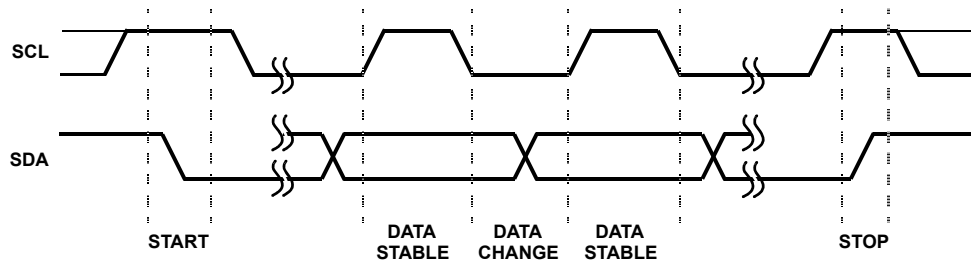 SCL
SDA
START
DATA
STABLE
DATA
CHANGE
DATA
STABLE
STOP